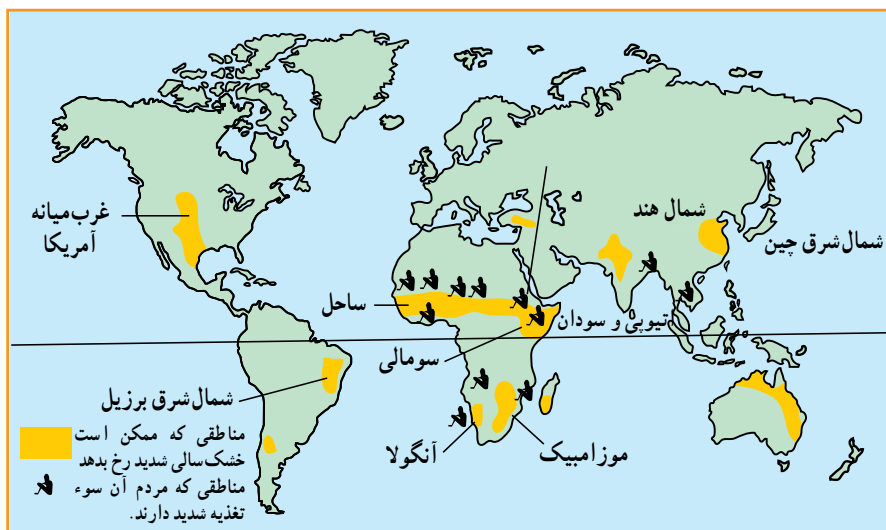 غرب‌میانه
آمریکا
شمال هند
شمال‌شرق چین
ساحل
تیوپی و سودان
سومالی
شمال‌شرق برزیل
مناطقی که ممکن است
خشک‌سالی شدید رخ بدهد
مناطقی که مردم آن سوء
تغذیه شدید دارند.
آنگولا
موزامبیک